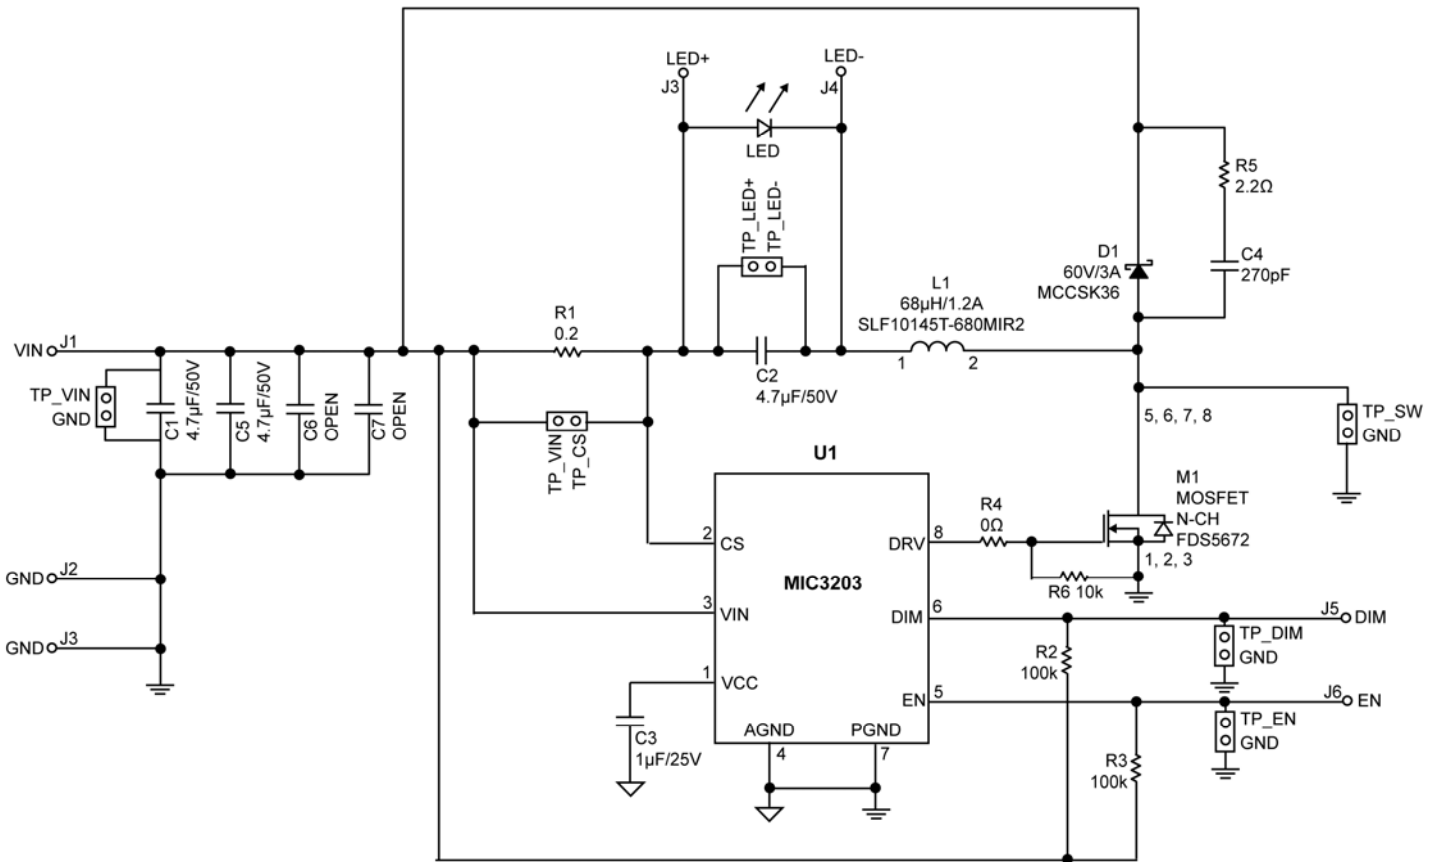 LED+
J3
LED-
J4
LED
TP_LED+
TP_LED-
R5
2.2Ω
C4
270pF
D1
60V/3A
MCCSK36
L1
68µH/1.2A
SLF10145T-680MIR2
1
2
R1
0.2
C2
4.7µF/50V
VIN
J1
TP_VIN
GND
C1
4.7µF/50V
C5
4.7µF/50V
C6
OPEN
C7
OPEN
TP_VIN
TP_CS
5, 6, 7, 8
TP_SW
GND
U1
M1
MOSFET
N-CH
FDS5672
1, 2, 3
R4
0Ω
R6 10k
2
CS
DRV
8
MIC3203
3
VIN
DIM
6
1
VCC
EN
5
AGND
4
PGND
7
GND
J2
GND
J3
C3
1µF/25V
R2
100k
R3
100k
J5
DIM
TP_DIM
GND
J6
EN
TP_EN
GND